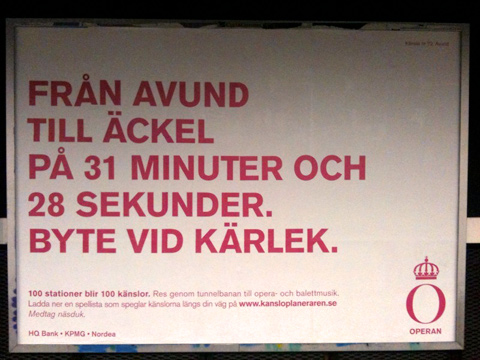 FRÅN AVUND
TILL ÄCKEL
PÅ 31 MINUTER OCH
28 SEKUNDER.
BYTE VID KÄRLEK.
100 stationer blir 100 känslor. Res genom tunnelbanan till opera- och balettmusik.
Ladda ner en spellista som speglar känslorna längs din väg på www.kansloplaneraren.se
Medtag näsduk.
HQ Bank • KPMG • Nordea
O
OPERAN